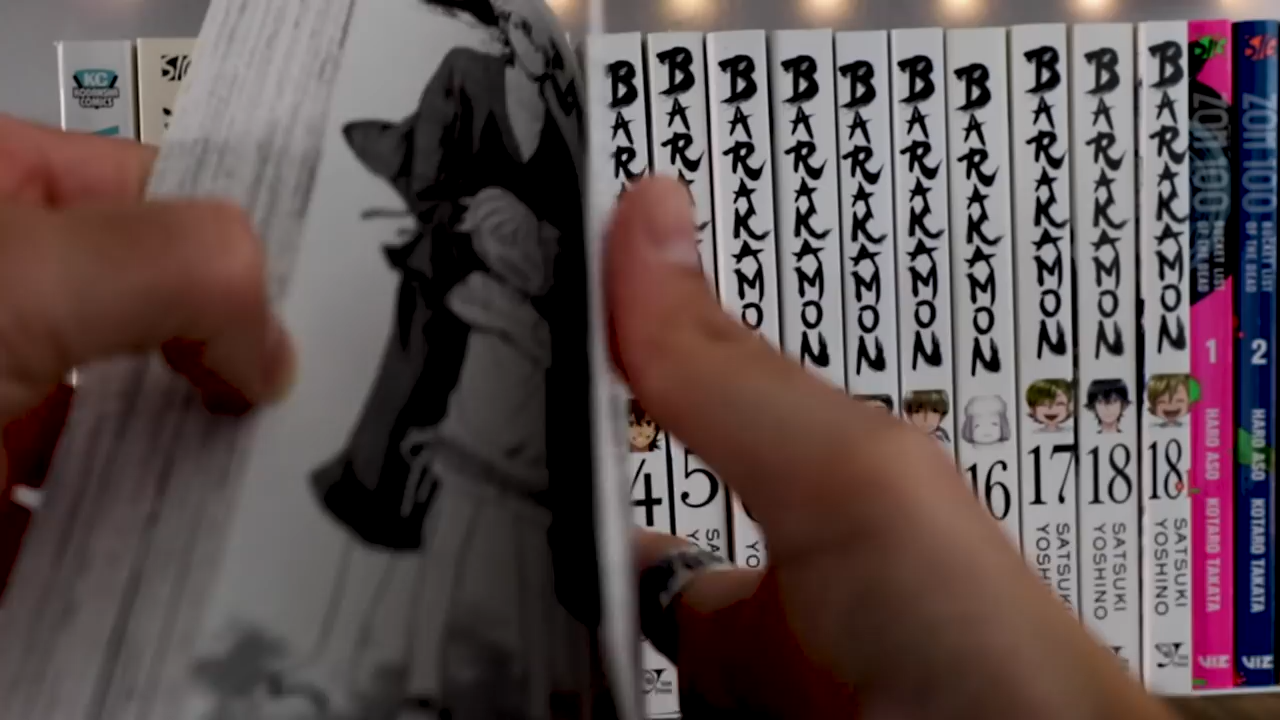 KC
KODANSHA
COMICS
BARAKAMON
4
BARAKAMON
5
BARAKAMON
BARAKAMON
BARAKAMON
BARAKAMON
BARAKAMON
16
BARAKAMON
17
SATSUKI
YOSHINO
BARAKAMON
18
SATSUKI
YOSHINO
BARAKAMON
18
SATSUKI
YOSHINO
ZOM 100
BUCKET LIST
OF THE DEAD
1
HARO ASO KOTARO TAKATA
VIZ
ZOM 100
BUCKET LIST
OF THE DEAD
2
HARO ASO KOTARO TAKATA
VIZ